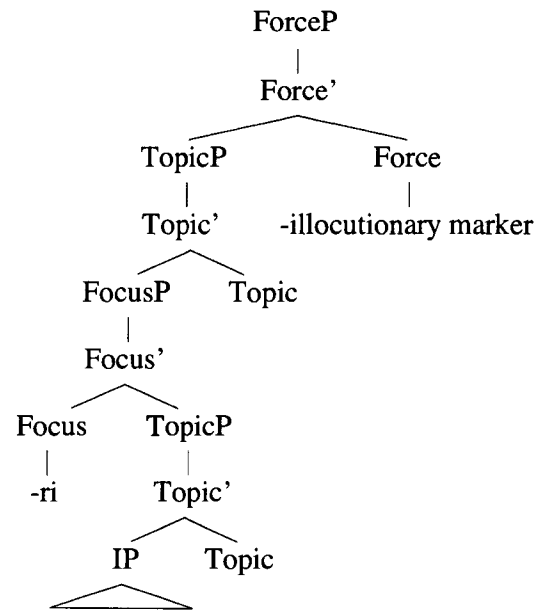 ForceP
Force’
TopicP Force
Topic’ -illocutionary marker
FocusP Topic
Focus’
Focus TopicP
-ri Topic’
IP Topic